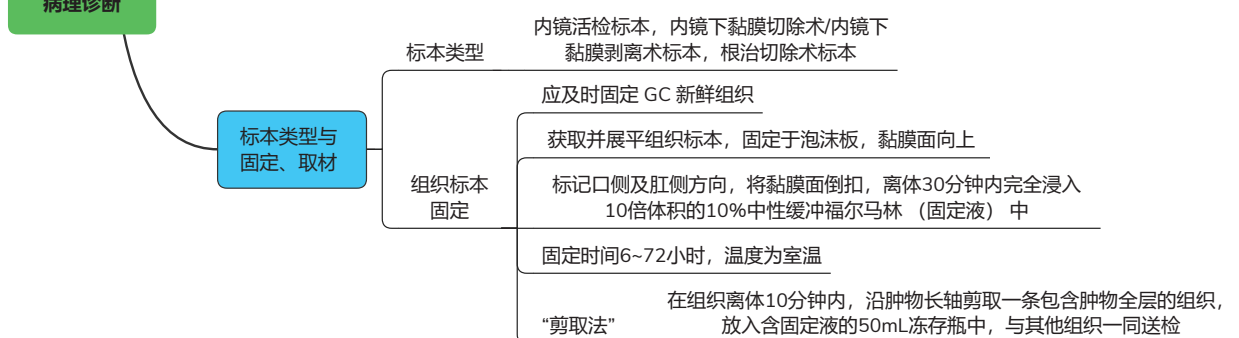 病理诊断
标本类型与
固定、取材
标本类型
内镜活检标本，内镜下黏膜切除术/内镜下
黏膜剥离术标本，根治切除术标本
组织标本
固定
应及时固定 GC 新鲜组织
获取并展平组织标本，固定于泡沫板，黏膜面向上
标记口侧及肛侧方向，将黏膜面倒扣，离体30分钟内完全浸入
10倍体积的10%中性缓冲福尔马林 （固定液） 中
固定时间6~72小时，温度为室温
“剪取法”
在组织离体10分钟内，沿肿物长轴剪取一条包含肿物全层的组织，
放入含固定液的50mL冻存瓶中，与其他组织一同送检